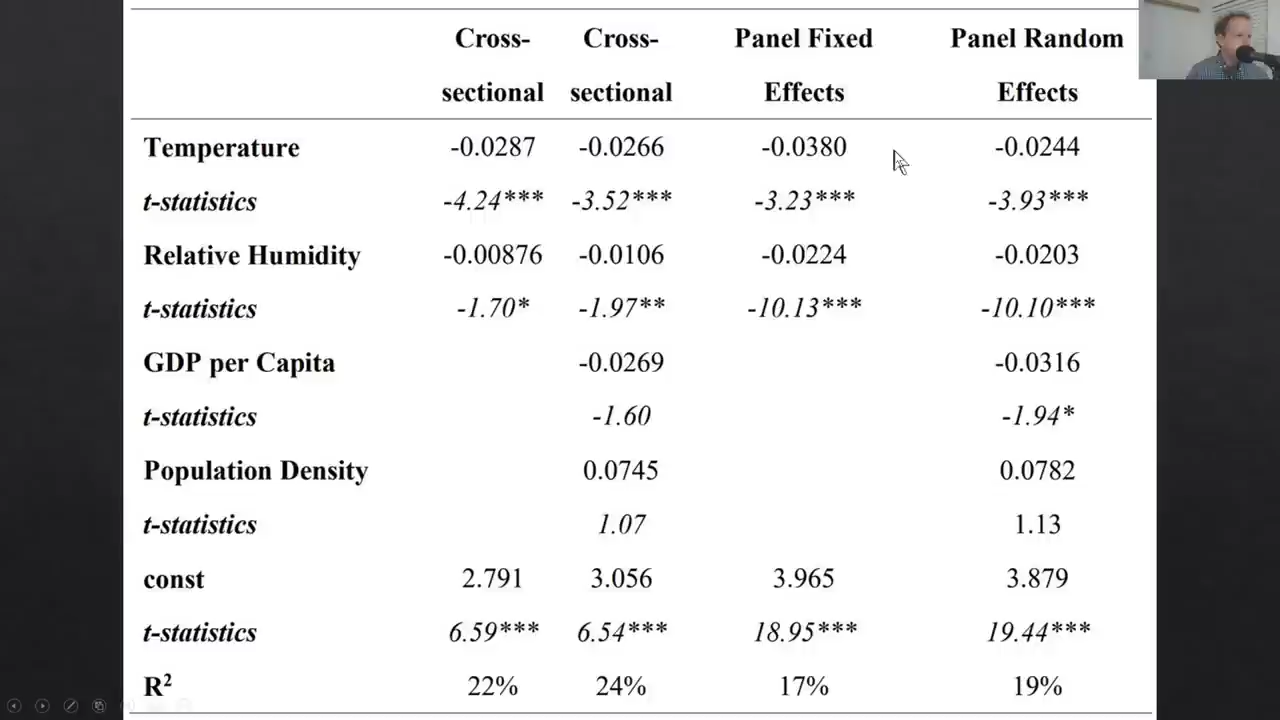 Cross- Cross- Panel Fixed Panel Random
sectional sectional Effects Effects
Temperature -0.0287 -0.0266 -0.0380 -0.0244
t-statistics -4.24*** -3.52*** -3.23*** -3.93***
Relative Humidity -0.00876 -0.0106 -0.0224 -0.0203
t-statistics -1.70* -1.97** -10.13*** -10.10***
GDP per Capita -0.0269 -0.0316
t-statistics -1.60 -1.94*
Population Density 0.0745 0.0782
t-statistics 1.07 1.13
const 2.791 3.056 3.965 3.879
t-statistics 6.59*** 6.54*** 18.95*** 19.44***
R² 22% 24% 17% 19%